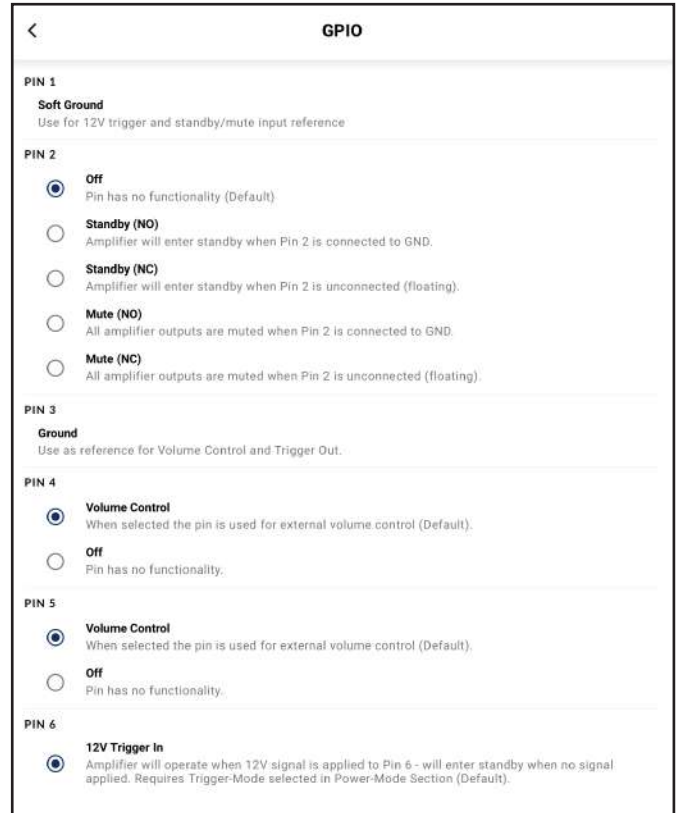 GPIO
PIN 1
Soft Ground
Use for 12V trigger and standby/mute input reference
PIN 2
Off
Pin has no functionality (Default)
Standby (NO)
Amplifier will enter standby when Pin 2 is connected to GND.
Standby (NC)
Amplifier will enter standby when Pin 2 is unconnected (floating).
Mute (NO)
All amplifier outputs are muted when Pin 2 is connected to GND.
Mute (NC)
All amplifier outputs are muted when Pin 2 is unconnected (floating).
PIN 3
Ground
Use as reference for Volume Control and Trigger Out.
PIN 4
Volume Control
When selected the pin is used for external volume control (Default).
Off
Pin has no functionality.
PIN 5
Volume Control
When selected the pin is used for external volume control (Default).
Off
Pin has no functionality.
PIN 6
12V Trigger In
Amplifier will operate when 12V signal is applied to Pin 6 - will enter standby when no signal
applied. Requires Trigger-Mode selected in Power-Mode Section (Default).